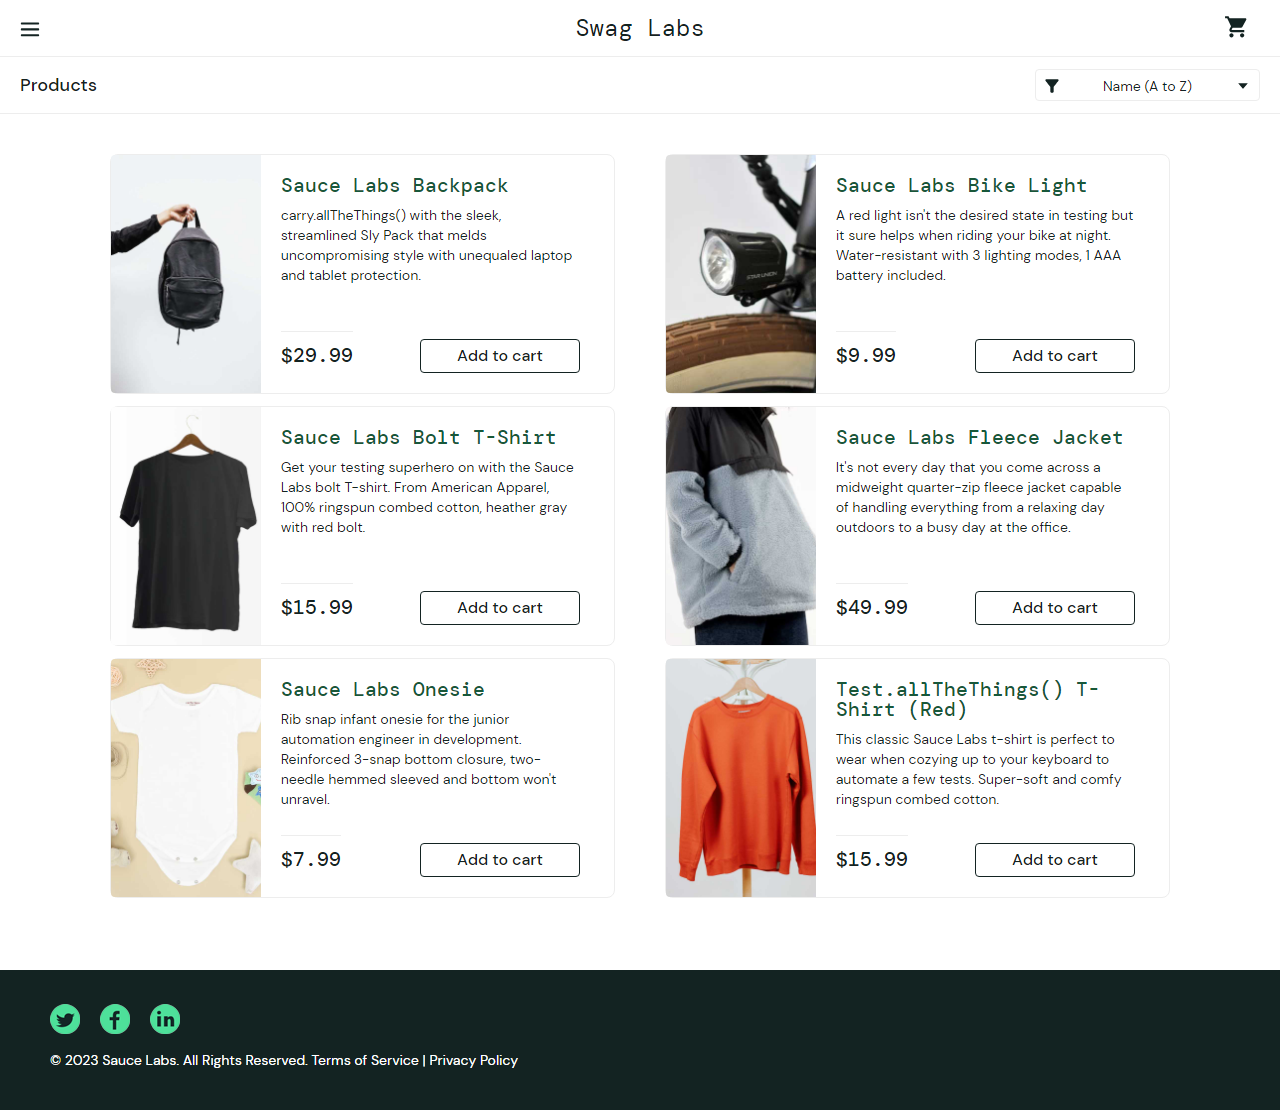 Swag Labs
Products
Name (A to Z)
Sauce Labs Backpack
carry.allTheThings() with the sleek,
streamlined Sly Pack that melds
uncompromising style with unequaled laptop
and tablet protection.
$29.99
Add to cart
Sauce Labs Bike Light
A red light isn't the desired state in testing but
it sure helps when riding your bike at night.
Water-resistant with 3 lighting modes, 1 AAA
battery included.
$9.99
Add to cart
Sauce Labs Bolt T-Shirt
Get your testing superhero on with the Sauce
Labs bolt T-shirt. From American Apparel,
100% ringspun combed cotton, heather gray
with red bolt.
$15.99
Add to cart
Sauce Labs Fleece Jacket
It's not every day that you come across a
midweight quarter-zip fleece jacket capable
of handling everything from a relaxing day
outdoors to a busy day at the office.
$49.99
Add to cart
Sauce Labs Onesie
Rib snap infant onesie for the junior
automation engineer in development.
Reinforced 3-snap bottom closure, two-
needle hemmed sleeved and bottom won't
unravel.
$7.99
Add to cart
Test.allTheThings() T-
Shirt (Red)
This classic Sauce Labs t-shirt is perfect to
wear when cozying up to your keyboard to
automate a few tests. Super-soft and comfy
ringspun combed cotton.
$15.99
Add to cart
© 2023 Sauce Labs. All Rights Reserved. Terms of Service | Privacy Policy